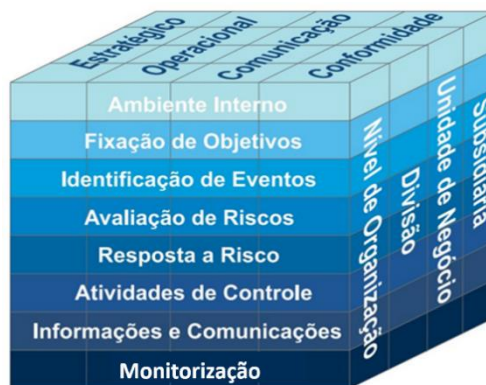 Estratégico
Operacional
Comunicação
Conformidade
Ambiente Interno
Fixação de Objetivos
Identificação de Eventos
Avaliação de Riscos
Resposta a Risco
Atividades de Controle
Informações e Comunicações
Monitorização
Nível de Organização
Divisão
Unidade de Negócio
Subsidiária